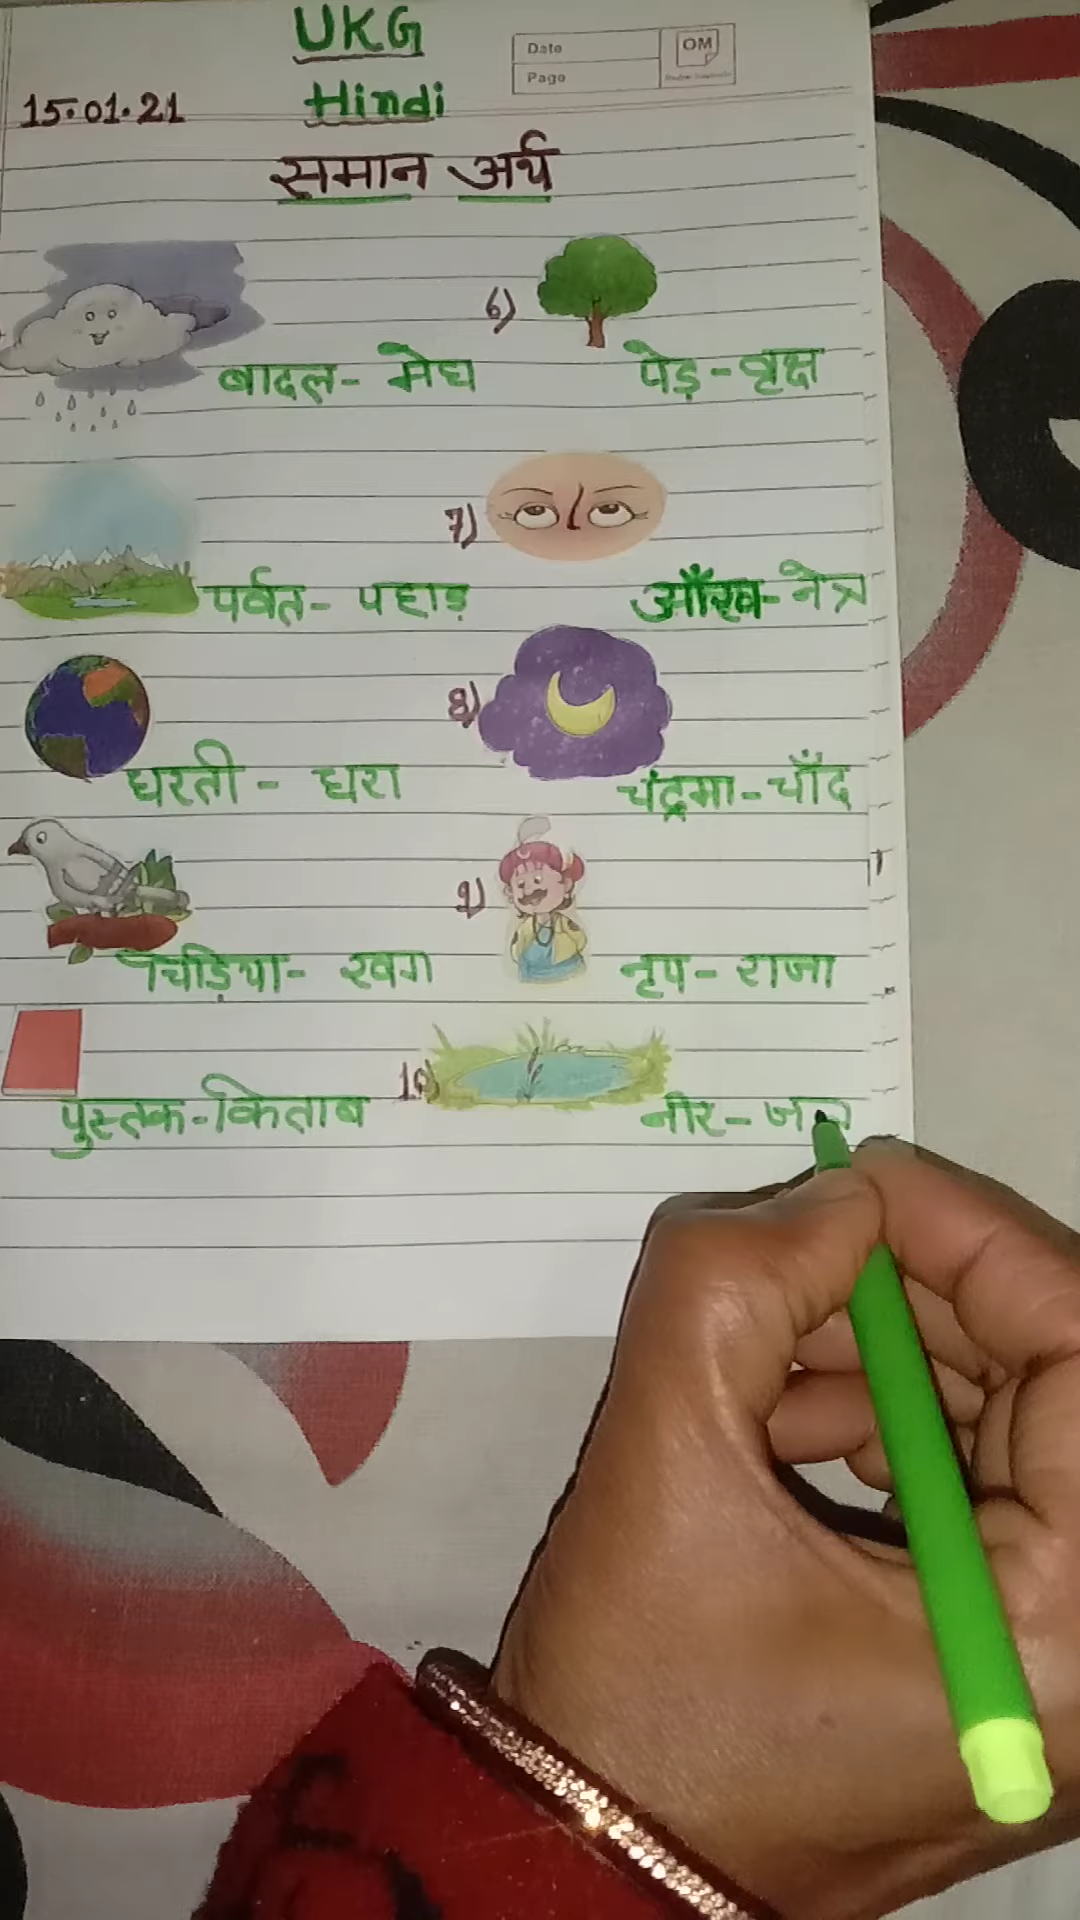 UKG
Date
OM
Page
15.01.21
Hindi
समान अर्थ
बादल - मेघ
6)
पेड़ - वृक्ष
7)
पर्वत - पहाड़
आँख - नेत्र
8)
धरती - धरा
चंद्रमा - चाँद
9)
चिड़िया - खग
नृप - राजा
10)
पुस्तक - किताब
नीर - जल